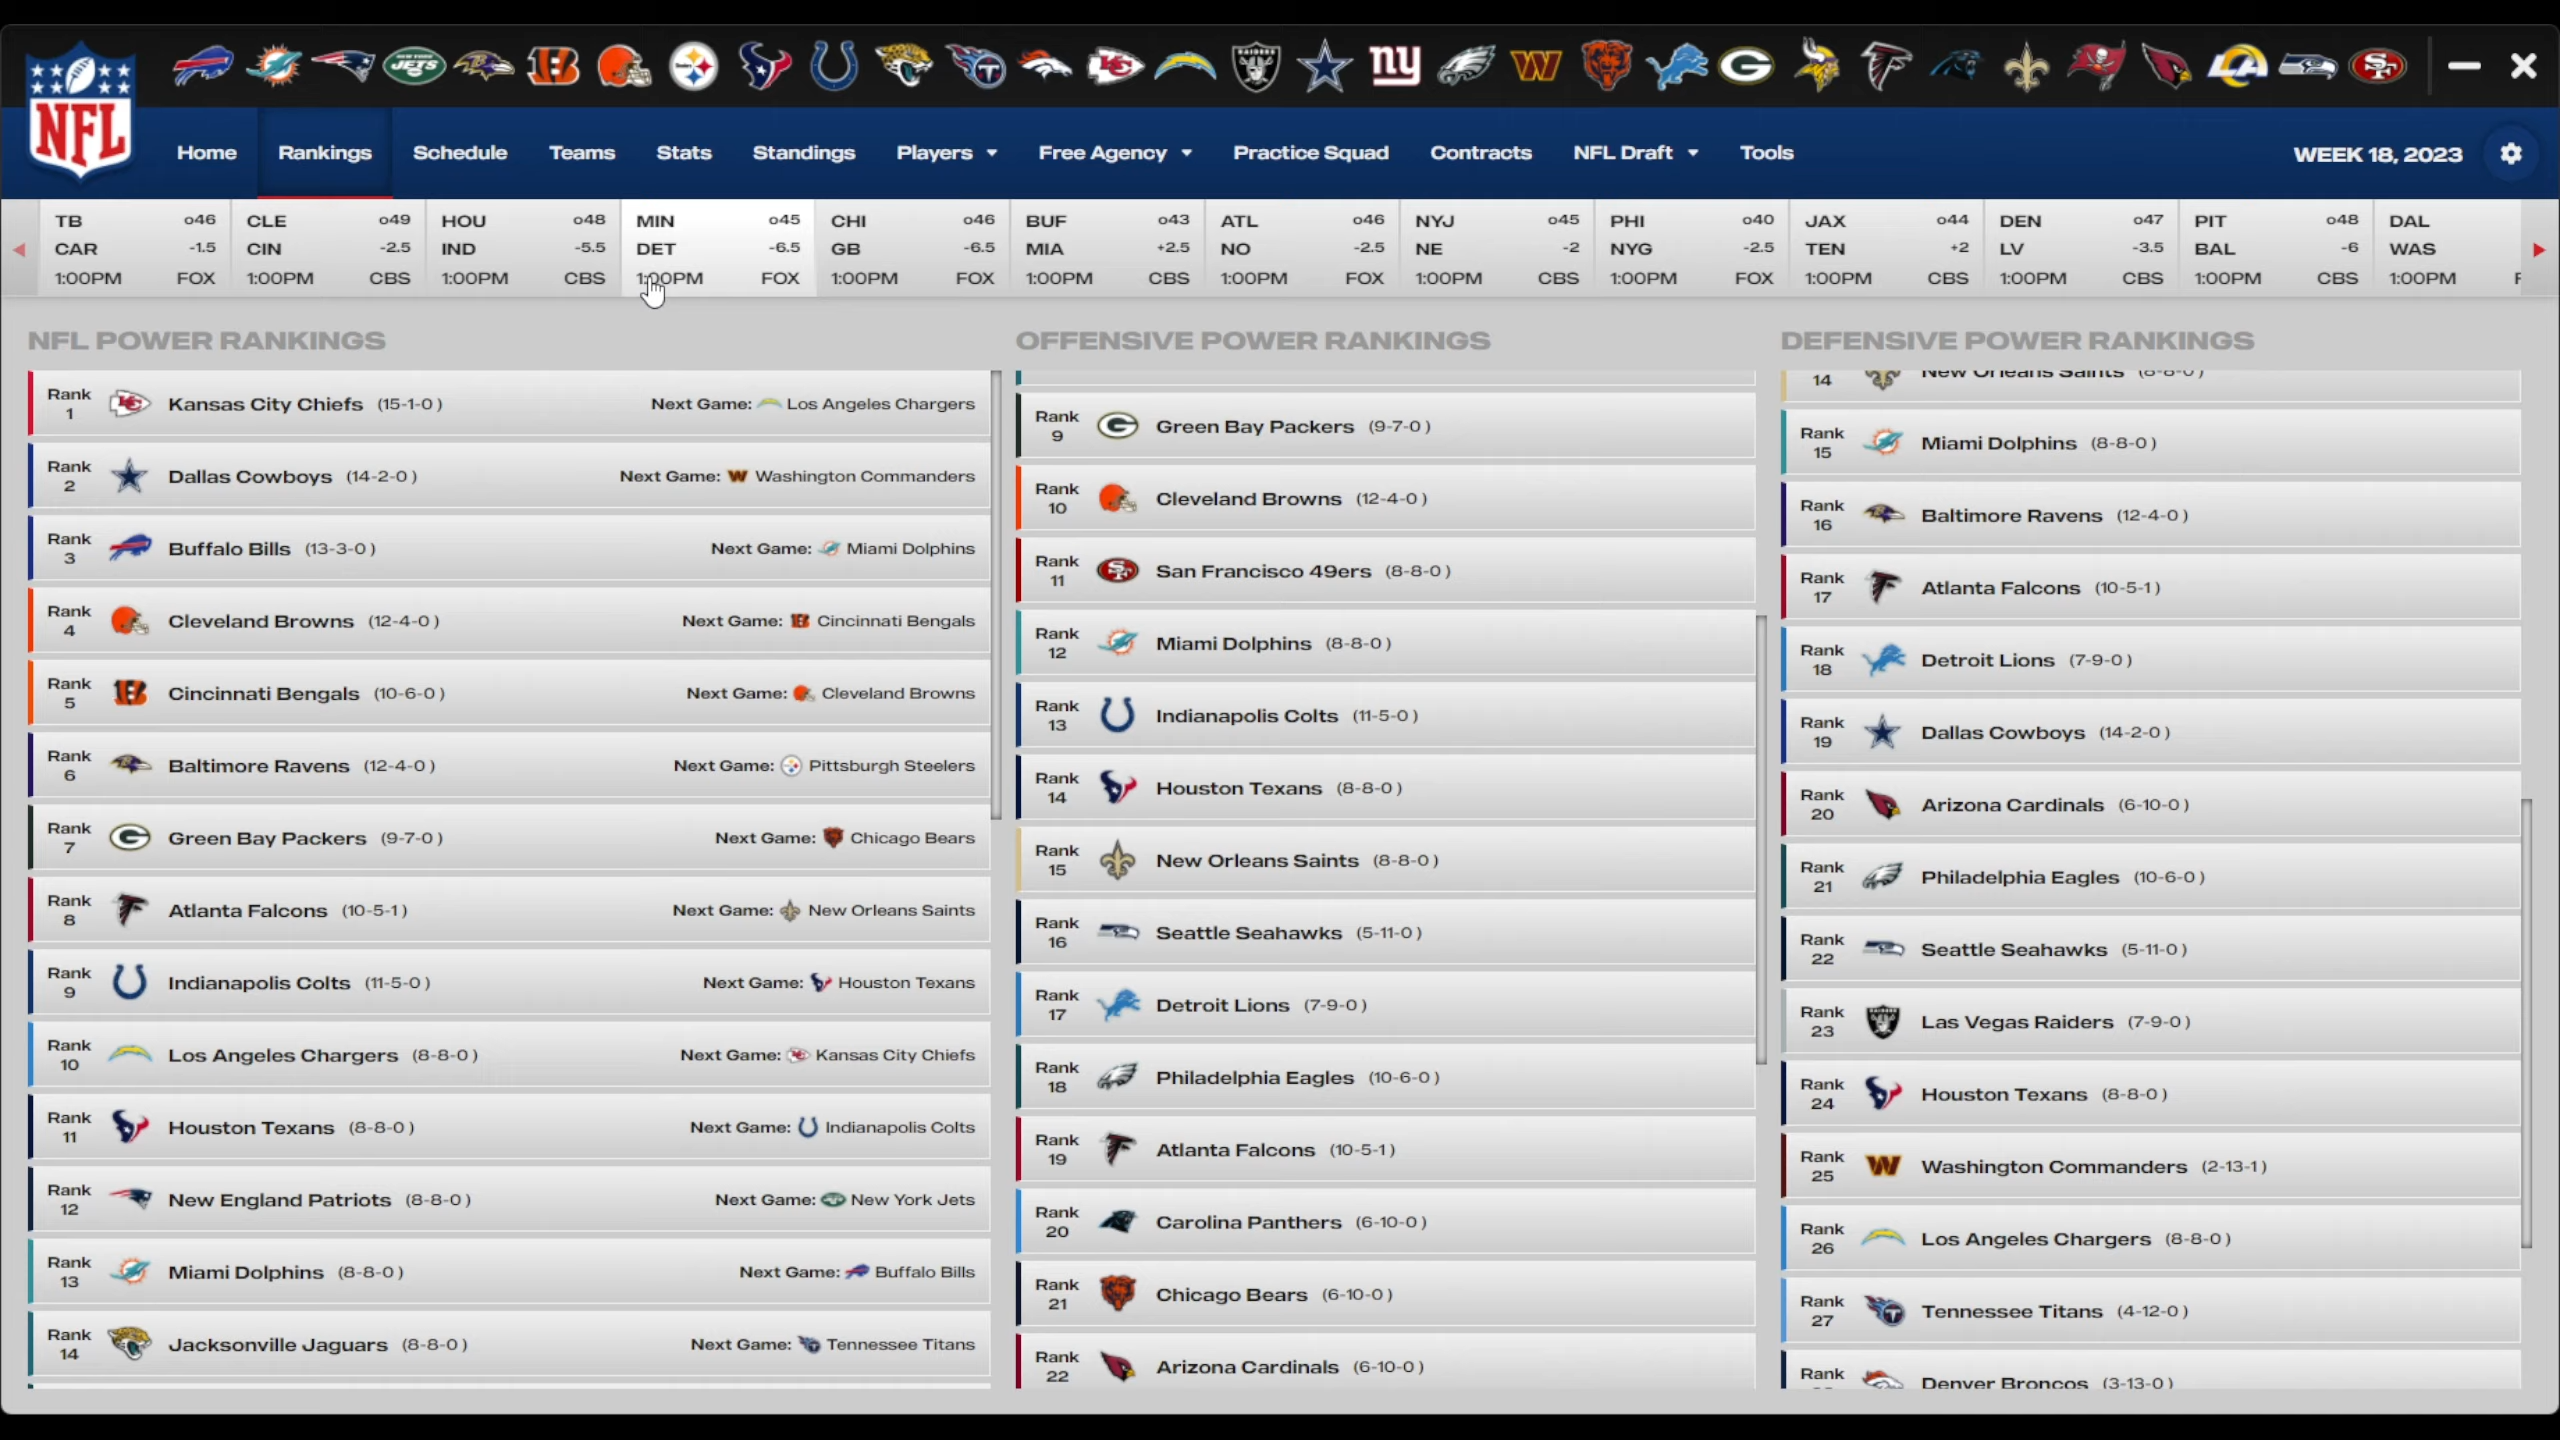 NFL
Home Rankings Schedule Teams Stats Standings Players Free Agency Practice Squad Contracts NFL Draft Tools WEEK 18, 2023
TB o46 CLE o49 HOU o48 MIN o45 CHI o46 BUF o43 ATL o46 NYJ o45 PHI o40 JAX o44 DEN o47 PIT o48 DAL
CAR -1.5 CIN -2.5 IND -5.5 DET -6.5 GB -6.5 MIA +2.5 NO -2.5 NE -2 NYG -2.5 TEN +2 LV -3.5 BAL -6 WAS
1:00PM FOX 1:00PM CBS 1:00PM CBS 1:00PM FOX 1:00PM FOX 1:00PM CBS 1:00PM FOX 1:00PM CBS 1:00PM FOX 1:00PM CBS 1:00PM CBS 1:00PM CBS 1:00PM
NFL POWER RANKINGS
Rank 1 Kansas City Chiefs (15-1-0 ) Next Game: Los Angeles Chargers
Rank 2 Dallas Cowboys (14-2-0 ) Next Game: Washington Commanders
Rank 3 Buffalo Bills (13-3-0 ) Next Game: Miami Dolphins
Rank 4 Cleveland Browns (12-4-0 ) Next Game: Cincinnati Bengals
Rank 5 Cincinnati Bengals (10-6-0 ) Next Game: Cleveland Browns
Rank 6 Baltimore Ravens (12-4-0 ) Next Game: Pittsburgh Steelers
Rank 7 Green Bay Packers (9-7-0 ) Next Game: Chicago Bears
Rank 8 Atlanta Falcons (10-5-1 ) Next Game: New Orleans Saints
Rank 9 Indianapolis Colts (11-5-0 ) Next Game: Houston Texans
Rank 10 Los Angeles Chargers (8-8-0 ) Next Game: Kansas City Chiefs
Rank 11 Houston Texans (8-8-0 ) Next Game: Indianapolis Colts
Rank 12 New England Patriots (8-8-0 ) Next Game: New York Jets
Rank 13 Miami Dolphins (8-8-0 ) Next Game: Buffalo Bills
Rank 14 Jacksonville Jaguars (8-8-0 ) Next Game: Tennessee Titans
OFFENSIVE POWER RANKINGS
Rank 9 Green Bay Packers (9-7-0 )
Rank 10 Cleveland Browns (12-4-0 )
Rank 11 San Francisco 49ers (8-8-0 )
Rank 12 Miami Dolphins (8-8-0 )
Rank 13 Indianapolis Colts (11-5-0 )
Rank 14 Houston Texans (8-8-0 )
Rank 15 New Orleans Saints (8-8-0 )
Rank 16 Seattle Seahawks (5-11-0 )
Rank 17 Detroit Lions (7-9-0 )
Rank 18 Philadelphia Eagles (10-6-0 )
Rank 19 Atlanta Falcons (10-5-1 )
Rank 20 Carolina Panthers (6-10-0 )
Rank 21 Chicago Bears (6-10-0 )
Rank 22 Arizona Cardinals (6-10-0 )
DEFENSIVE POWER RANKINGS
14 New Orleans Saints (8-8-0 )
Rank 15 Miami Dolphins (8-8-0 )
Rank 16 Baltimore Ravens (12-4-0 )
Rank 17 Atlanta Falcons (10-5-1 )
Rank 18 Detroit Lions (7-9-0 )
Rank 19 Dallas Cowboys (14-2-0 )
Rank 20 Arizona Cardinals (6-10-0 )
Rank 21 Philadelphia Eagles (10-6-0 )
Rank 22 Seattle Seahawks (5-11-0 )
Rank 23 Las Vegas Raiders (7-9-0 )
Rank 24 Houston Texans (8-8-0 )
Rank 25 Washington Commanders (2-13-1 )
Rank 26 Los Angeles Chargers (8-8-0 )
Rank 27 Tennessee Titans (4-12-0 )
Rank Denver Broncos (3-13-0 )